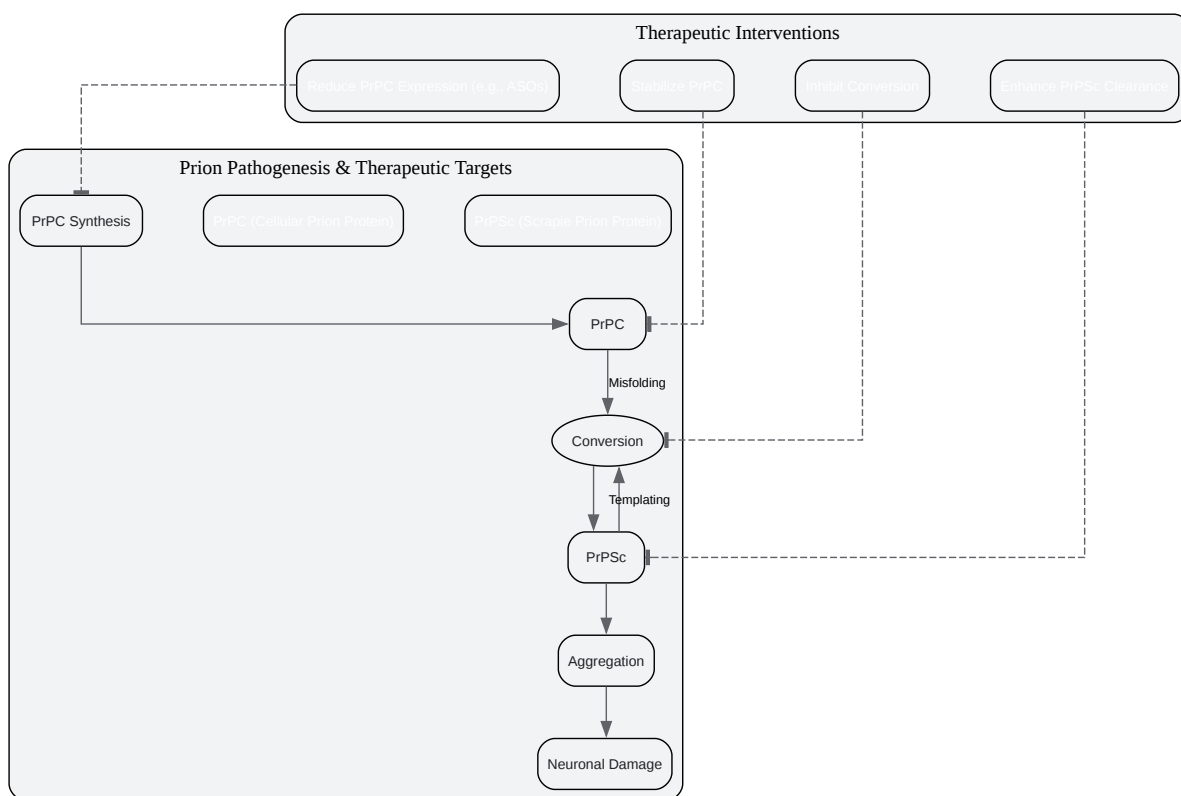 Therapeutic Interventions
Reduce PrPC Expression (e.g., ASOs)
Stabilize PrPC
Inhibit Conversion
Enhance PrPSc Clearance
Prion Pathogenesis & Therapeutic Targets
PrPC Synthesis
PrPC (Cellular Prion Protein)
PrPSc (Scrapie Prion Protein)
PrPC
Misfolding
Conversion
Templating
PrPSc
Aggregation
Neuronal Damage